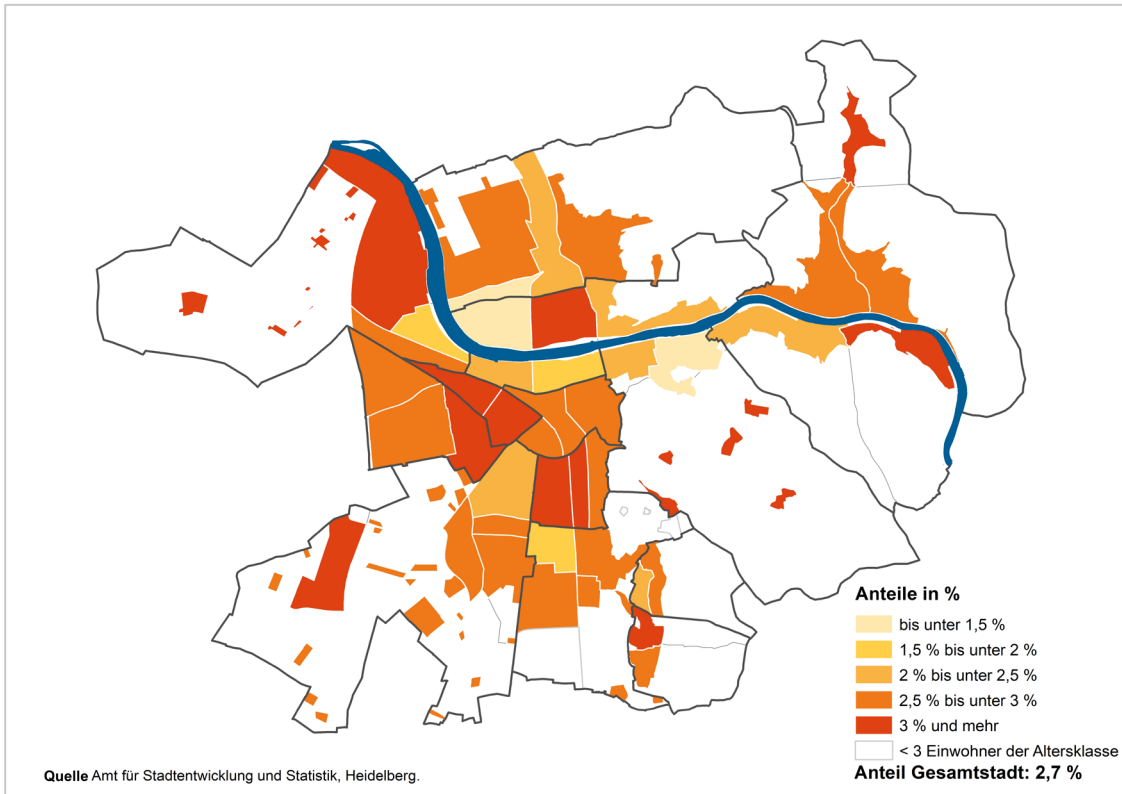 Anteile in %
bis unter 1,5 %
1,5 % bis unter 2 %
2 % bis unter 2,5 %
2,5 % bis unter 3 %
3 % und mehr
< 3 Einwohner der Altersklasse
Anteil Gesamtstadt: 2,7 %
Quelle Amt für Stadtentwicklung und Statistik, Heidelberg.